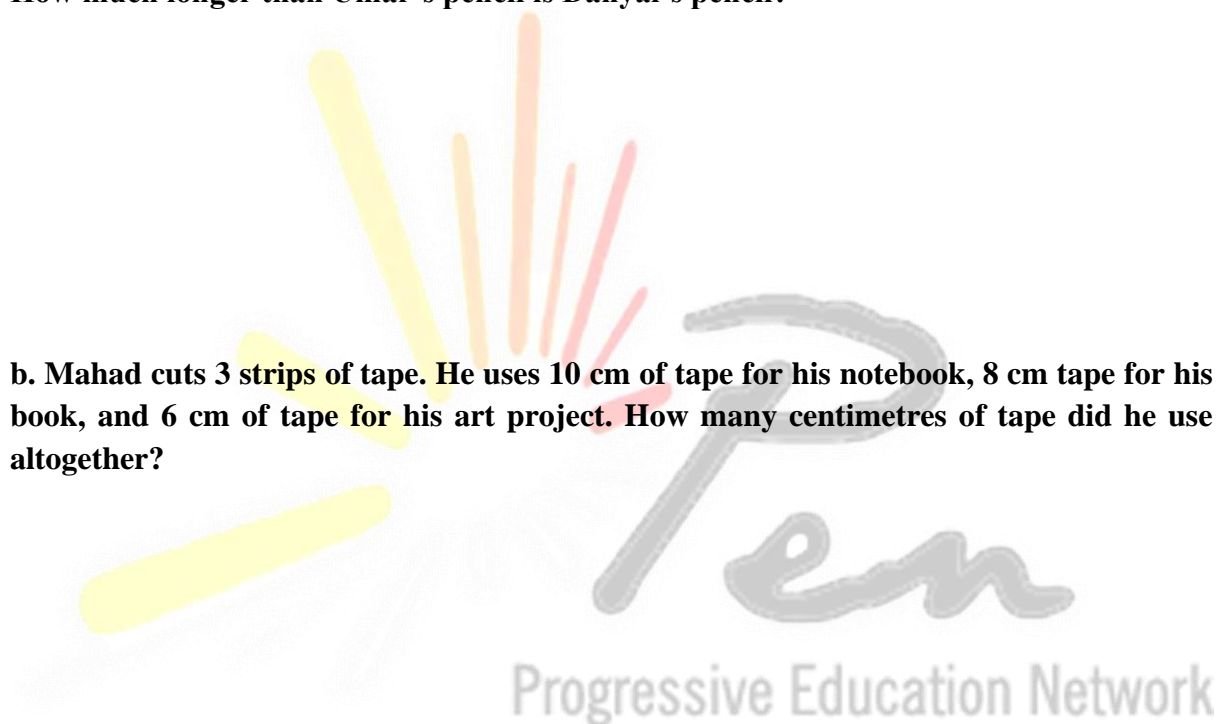 How much longer than Umar's pencil is Danyal's pencil?
b. Mahad cuts 3 strips of tape. He uses 10 cm of tape for his notebook, 8 cm tape for his
book, and 6 cm of tape for his art project. How many centimetres of tape did he use
altogether?
Pen
Progressive Education Network